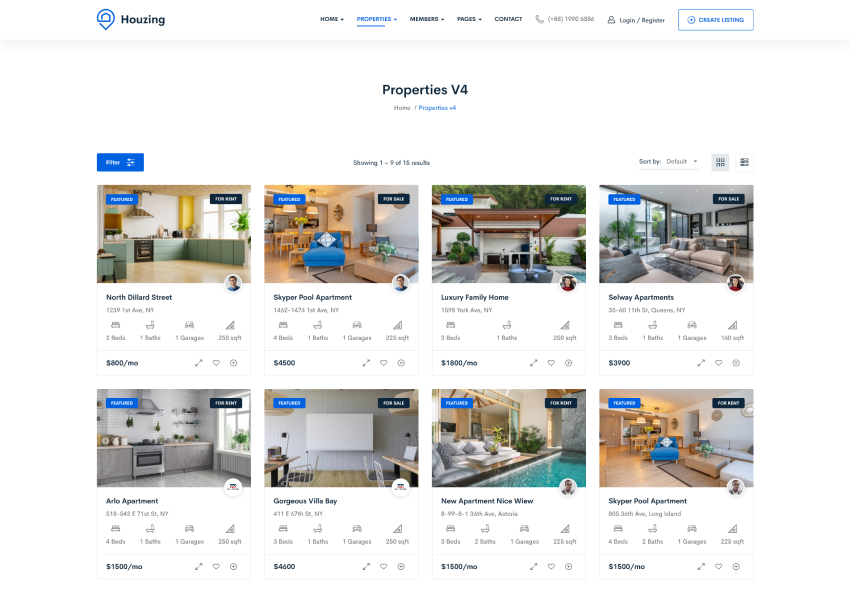 Houzing
HOME
PROPERTIES
MEMBERS
PAGES
CONTACT
(+88) 1990 6886
Login / Register
CREATE LISTING
Properties V4
Home / Properties v4
Filter
Showing 1 – 9 of 15 results
Sort by: Default
FEATURED
FOR RENT
FEATURED
FOR SALE
FEATURED
FOR RENT
FEATURED
FOR SALE
North Dillard Street
1239 1st Ave, NY
2 Beds 1 Baths 1 Garages 250 sqft
$800/mo
Skyper Pool Apartment
1462-1474 1st Ave, NY
4 Beds 1 Baths 1 Garages 225 sqft
$4500
Luxury Family Home
1595 York Ave, NY
3 Beds 1 Baths 250 sqft
$1800/mo
Selway Apartments
35-60 11th St, Queens, NY
3 Beds 1 Baths 1 Garages 160 sqft
$3900
FEATURED
FOR RENT
FEATURED
FOR SALE
FEATURED
FOR RENT
FEATURED
FOR RENT
Arlo Apartment
518-542 E 71st St, NY
4 Beds 1 Baths 1 Garages 250 sqft
$1500/mo
Gorgeous Villa Bay
411 E 67th St, NY
3 Beds 1 Baths 1 Garages 250 sqft
$4600
New Apartment Nice Wiew
8-99-8-1 36th Ave, Astoria
3 Beds 2 Baths 1 Garages 225 sqft
$1500/mo
Skyper Pool Apartment
805 36th Ave, Long Island
4 Beds 2 Baths 1 Garages 225 sqft
$1500/mo